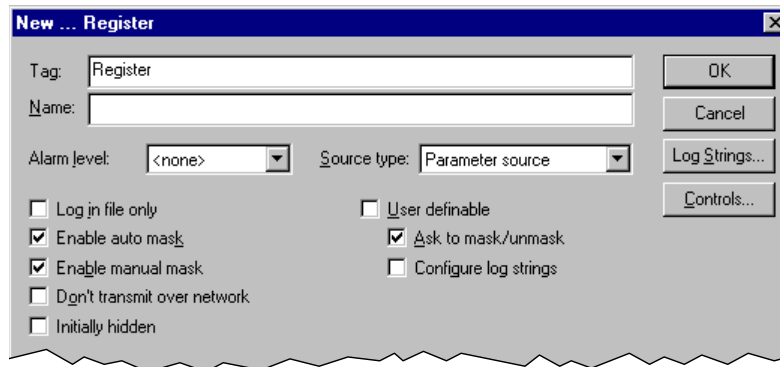 New ... Register
Tag: Register
OK
Name:
Cancel
Alarm level: <none> Source type: Parameter source
Log Strings...
Controls...
Log in file only
User definable
Enable auto mask
Ask to mask/unmask
Enable manual mask
Configure log strings
Don't transmit over network
Initially hidden